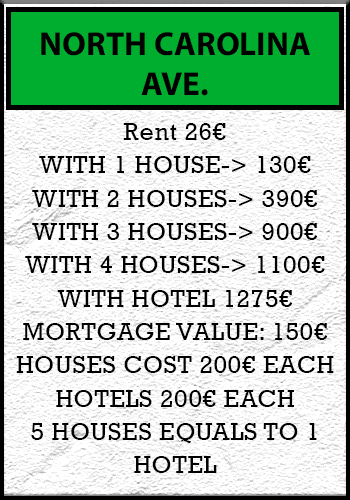 NORTH CAROLINA
AVE.
Rent 26€
WITH 1 HOUSE-> 130€
WITH 2 HOUSES-> 390€
WITH 3 HOUSES-> 900€
WITH 4 HOUSES-> 1100€
WITH HOTEL 1275€
MORTGAGE VALUE: 150€
HOUSES COST 200€ EACH
HOTELS 200€ EACH
5 HOUSES EQUALS TO 1
HOTEL